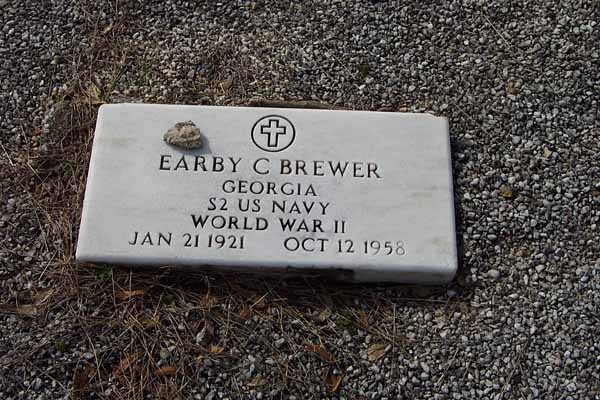 EARBY C BREWER
GEORGIA
S2 US NAVY
WORLD WAR II
JAN 21 1921 OCT 12 1958